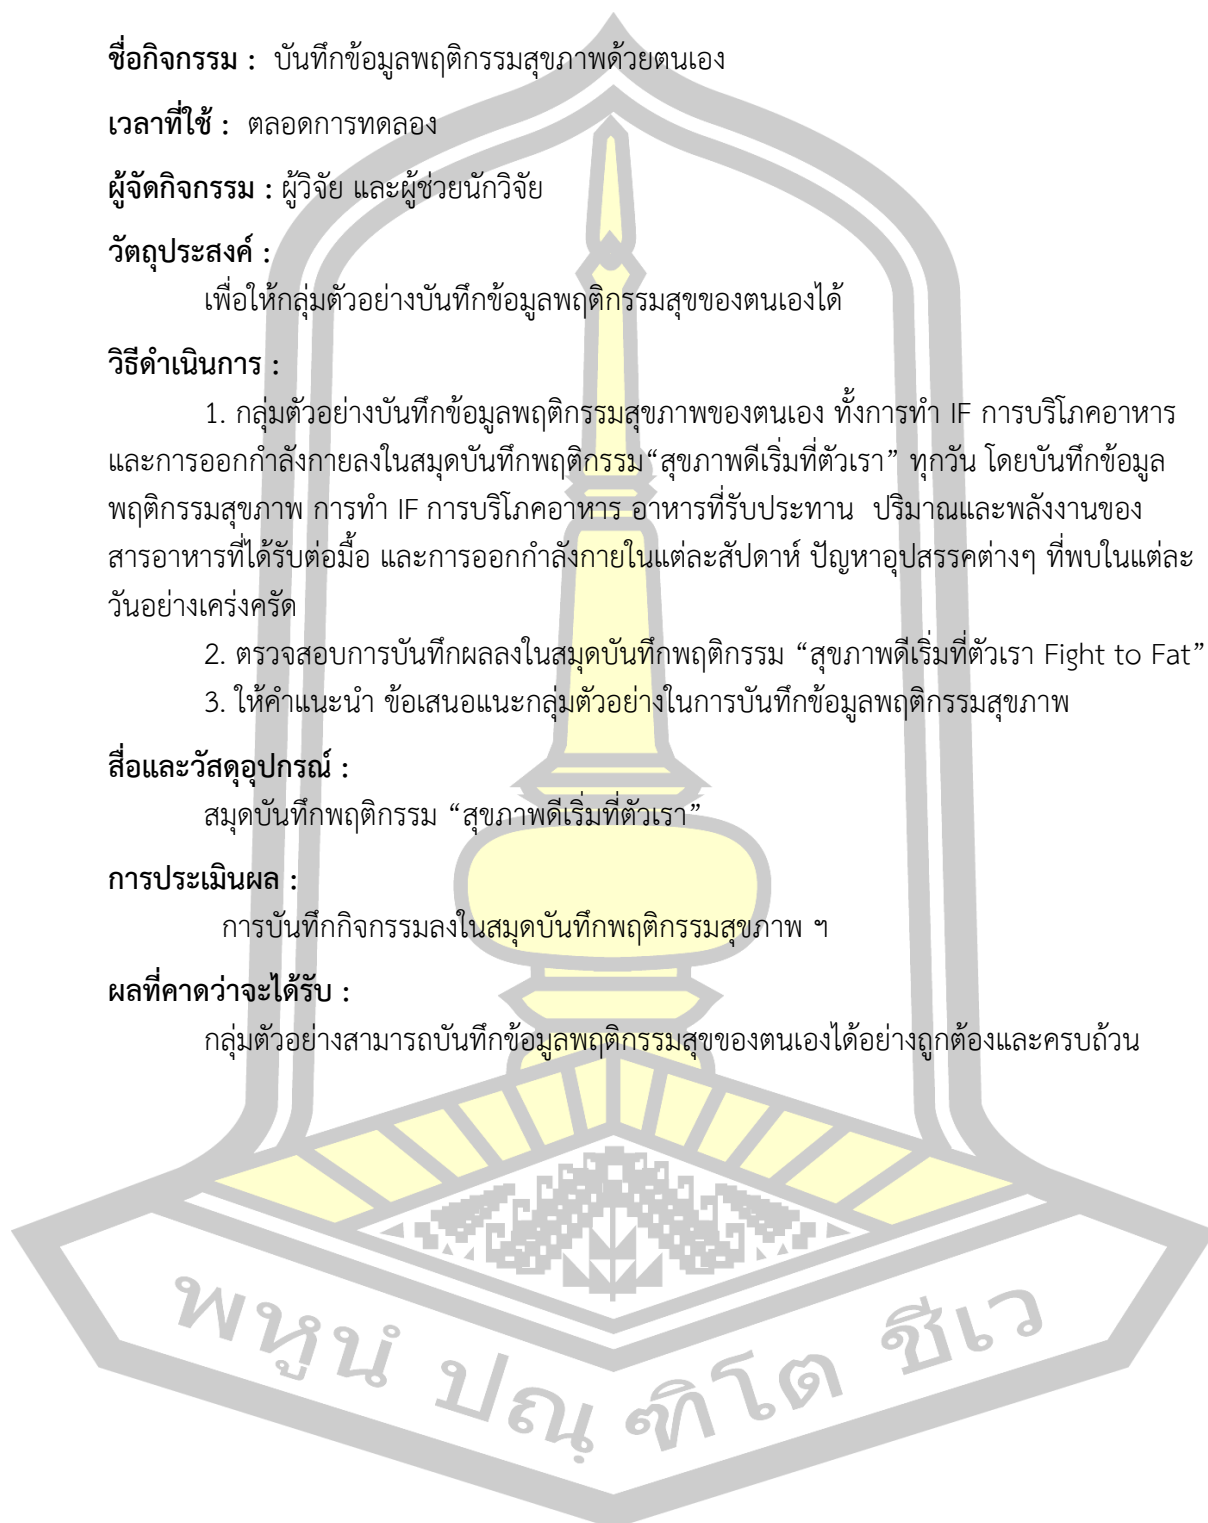 ชื่อกิจกรรม : บันทึกข้อมูลพฤติกรรมสุขภาพด้วยตนเอง
เวลาที่ใช้ : ตลอดการทดลอง
ผู้จัดกิจกรรม : ผู้วิจัย และผู้ช่วยนักวิจัย
วัตถุประสงค์ :
เพื่อให้กลุ่มตัวอย่างบันทึกข้อมูลพฤติกรรมสุขของตนเองได้
วิธีดำเนินการ :
1. กลุ่มตัวอย่างบันทึกข้อมูลพฤติกรรมสุขภาพของตนเอง ทั้งการทำ IF การบริโภคอาหาร
และการออกกำลังกายลงในสมุดบันทึกพฤติกรรม“สุขภาพดีเริ่มที่ตัวเรา” ทุกวัน โดยบันทึกข้อมูล
พฤติกรรมสุขภาพ การทำ IF การบริโภคอาหาร อาหารที่รับประทาน ปริมาณและพลังงานของ
สารอาหารที่ได้รับต่อมื้อ และการออกกำลังกายในแต่ละสัปดาห์ ปัญหาอุปสรรคต่างๆ ที่พบในแต่ละ
วันอย่างเคร่งครัด
2. ตรวจสอบการบันทึกผลลงในสมุดบันทึกพฤติกรรม “สุขภาพดีเริ่มที่ตัวเรา Fight to Fat”
3. ให้คำแนะนำ ข้อเสนอแนะกลุ่มตัวอย่างในการบันทึกข้อมูลพฤติกรรมสุขภาพ
สื่อและวัสดุอุปกรณ์ :
สมุดบันทึกพฤติกรรม “สุขภาพดีเริ่มที่ตัวเรา”
การประเมินผล :
การบันทึกกิจกรรมลงในสมุดบันทึกพฤติกรรมสุขภาพ ฯ
ผลที่คาดว่าจะได้รับ :
กลุ่มตัวอย่างสามารถบันทึกข้อมูลพฤติกรรมสุขของตนเองได้อย่างถูกต้องและครบถ้วน
พหูนํ ปณฺฑิโต ชีเว